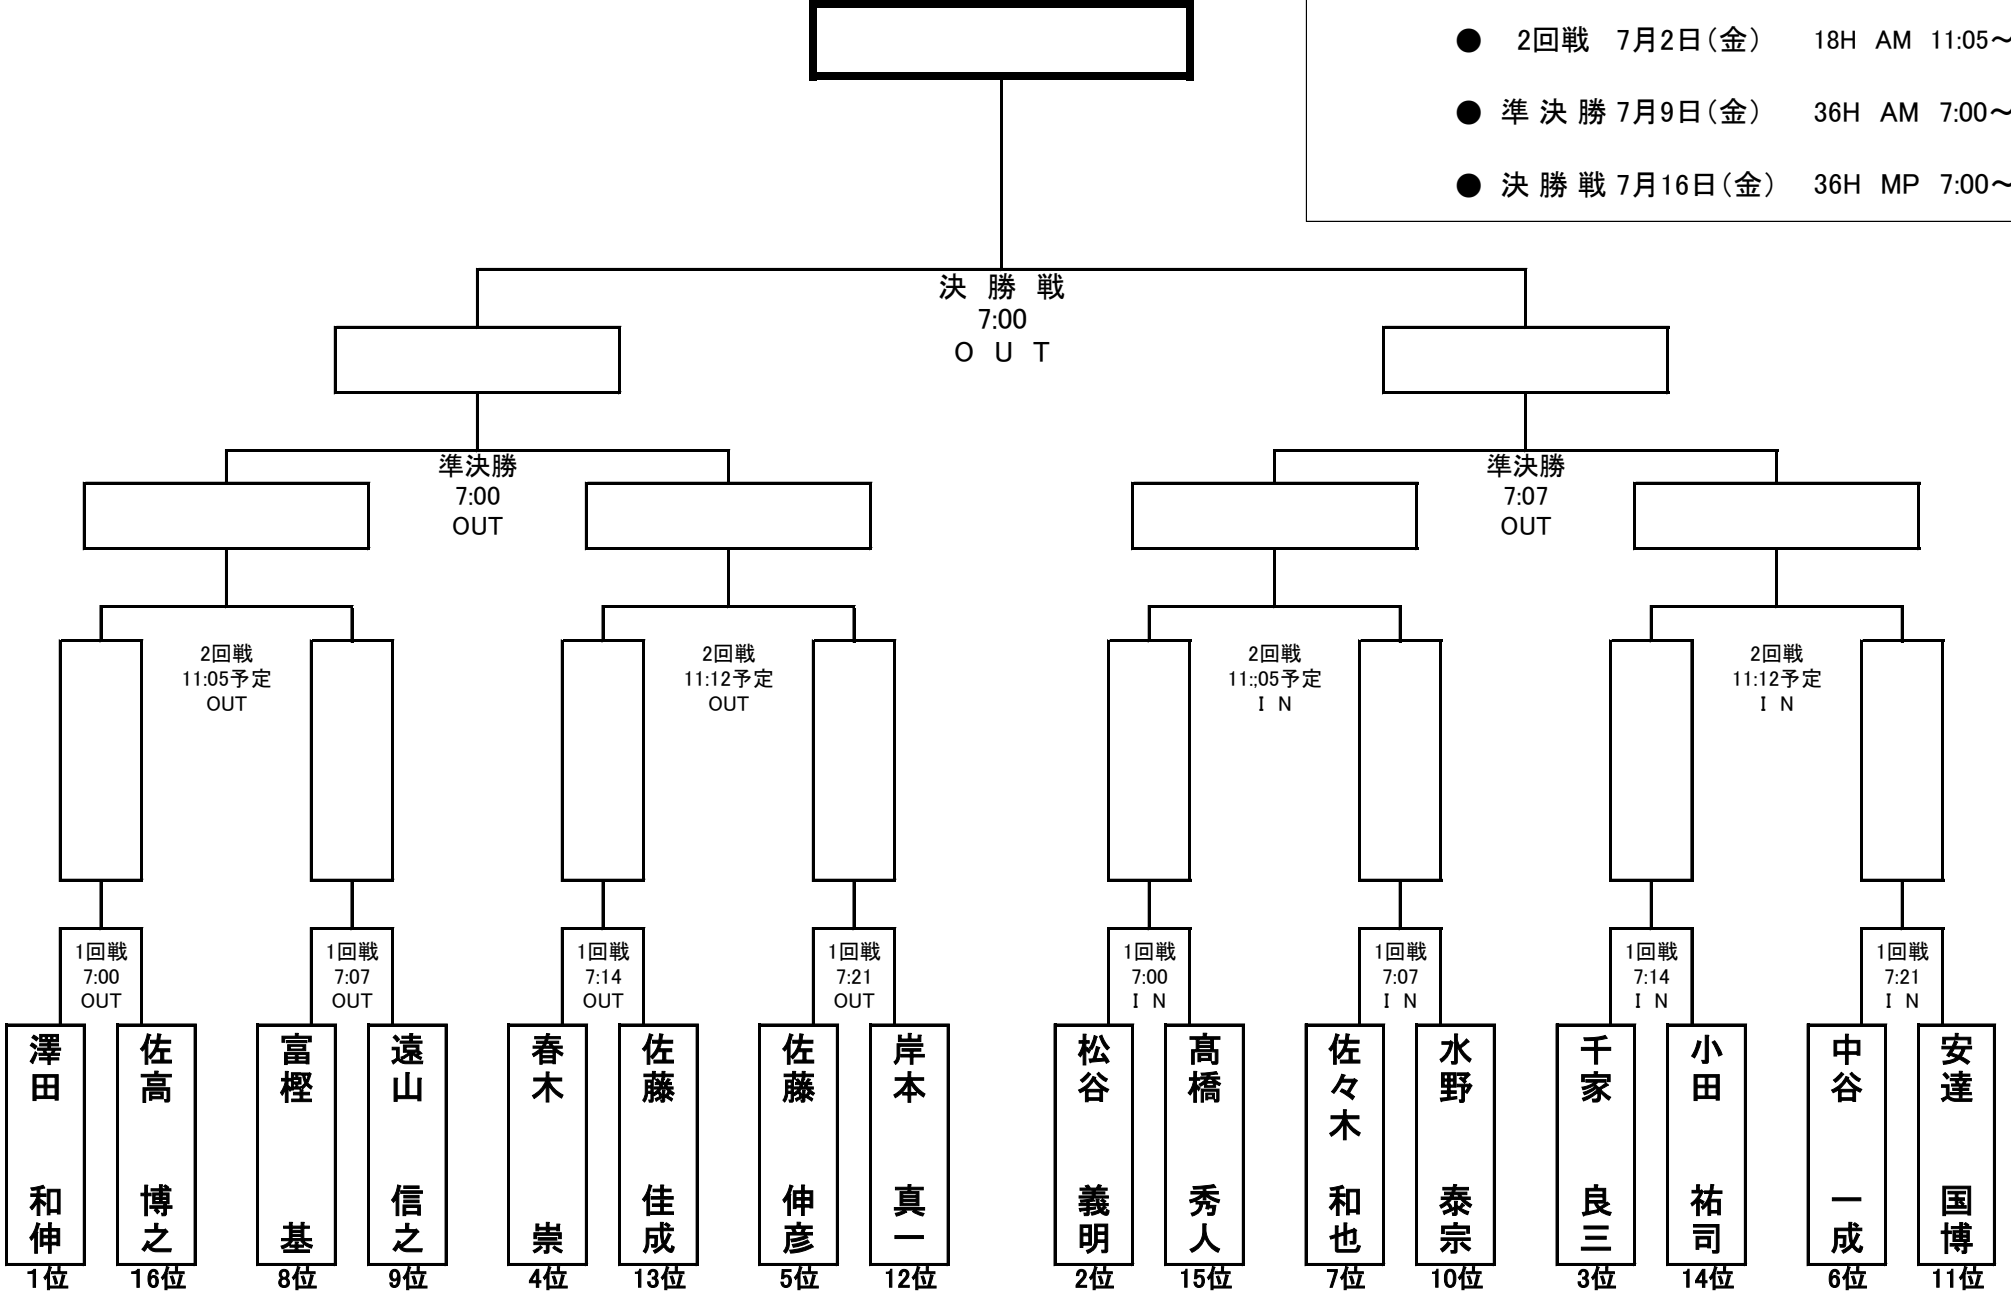 ● 2回戦 7月2日(金) 18H AM 11:05～
● 準 決 勝 7月9日(金) 36H AM 7:00～
● 決 勝 戦 7月16日(金) 36H MP 7:00～
決 勝 戦
7:00
O U T
準決勝
7:00
OUT
準決勝
7:07
OUT
2回戦
11:05予定
OUT
2回戦
11:12予定
OUT
2回戦
11:;05予定
I N
2回戦
11:12予定
I N
1回戦
7:00
OUT
1回戦
7:07
OUT
1回戦
7:14
OUT
1回戦
7:21
OUT
1回戦
7:00
I N
1回戦
7:07
I N
1回戦
7:14
I N
1回戦
7:21
I N
澤田 和伸
1位
佐高 博之
16位
富樫 基
8位
遠山 信之
9位
春木 崇
4位
佐藤 佳成
13位
佐藤 伸彦
5位
岸本 真一
12位
松谷 義明
2位
髙橋 秀人
15位
佐々木 和也
7位
水野 泰宗
10位
千家 良三
3位
小田 祐司
14位
中谷 一成
6位
安達 国博
11位